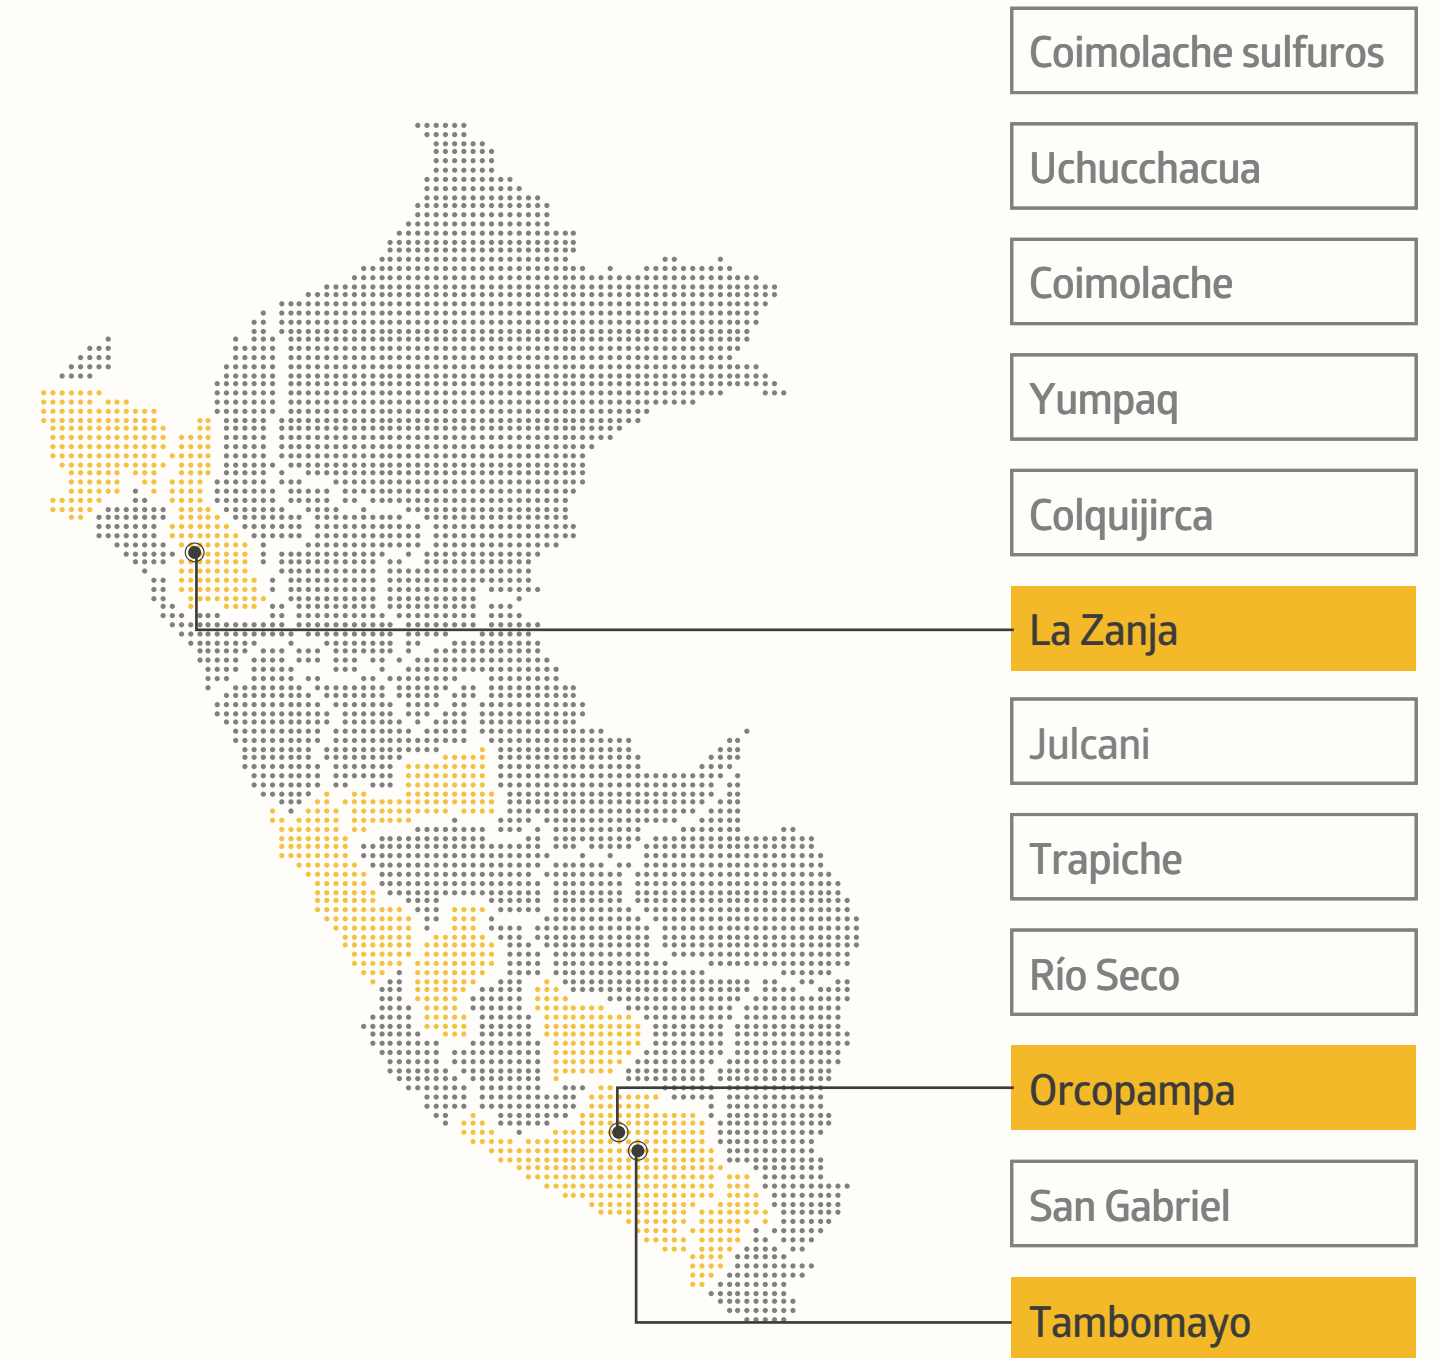 Coimolache sulfuros
Uchucchacua
Coimolache
Yumpaq
Colquijirca
La Zanja
Julcani
Trapiche
Río Seco
Orcopampa
San Gabriel
Tambomayo